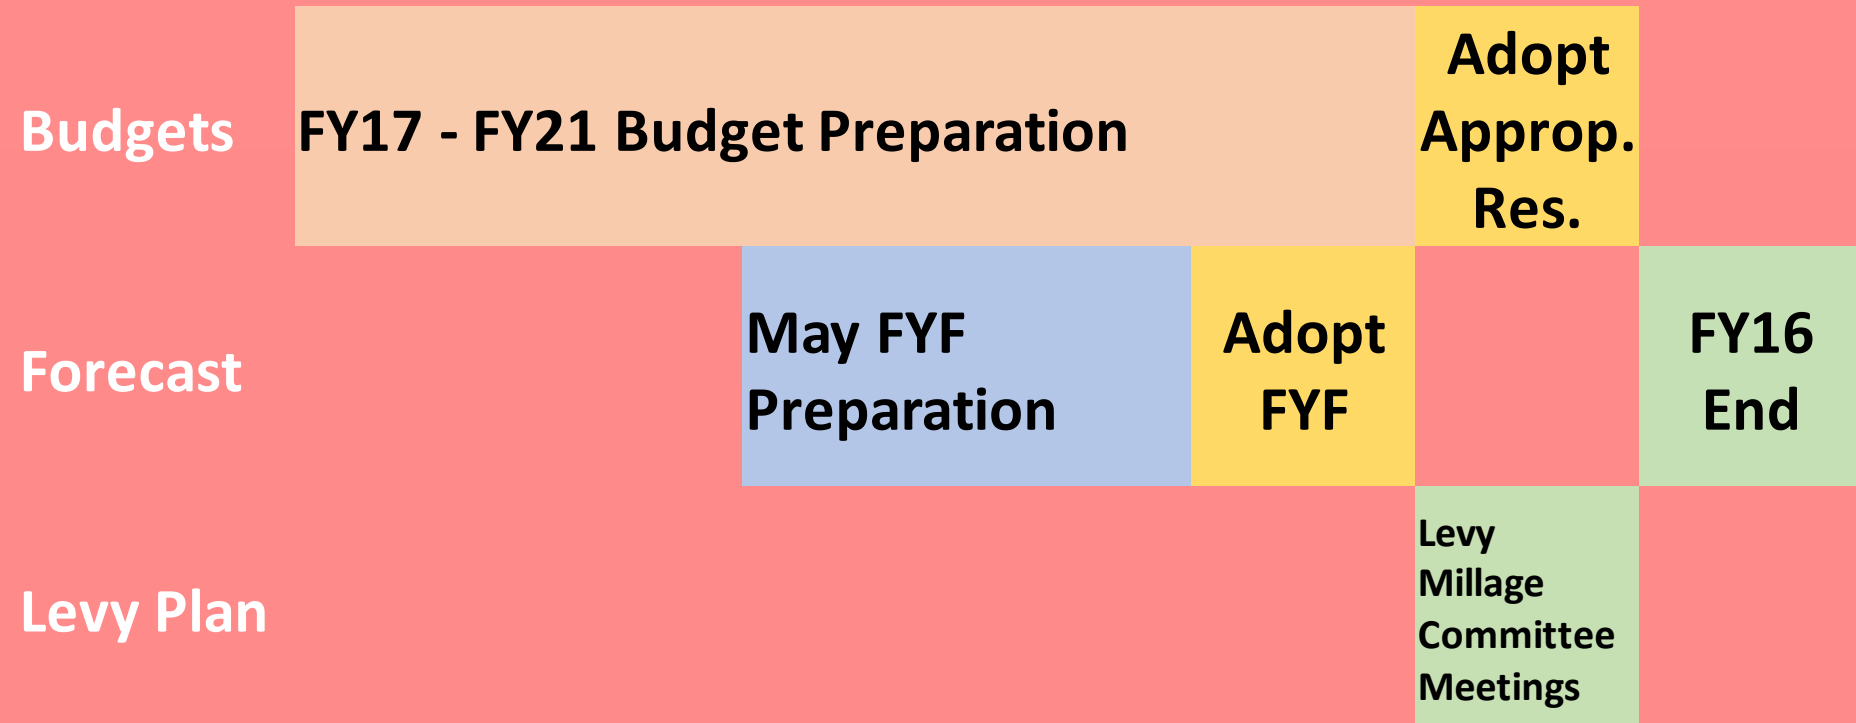 Budgets
FY17 - FY21 Budget Preparation
Adopt
Approp.
Res.
Forecast
May FYF
Preparation
Adopt
FYF
FY16
End
Levy Plan
Levy
Millage
Committee
Meetings